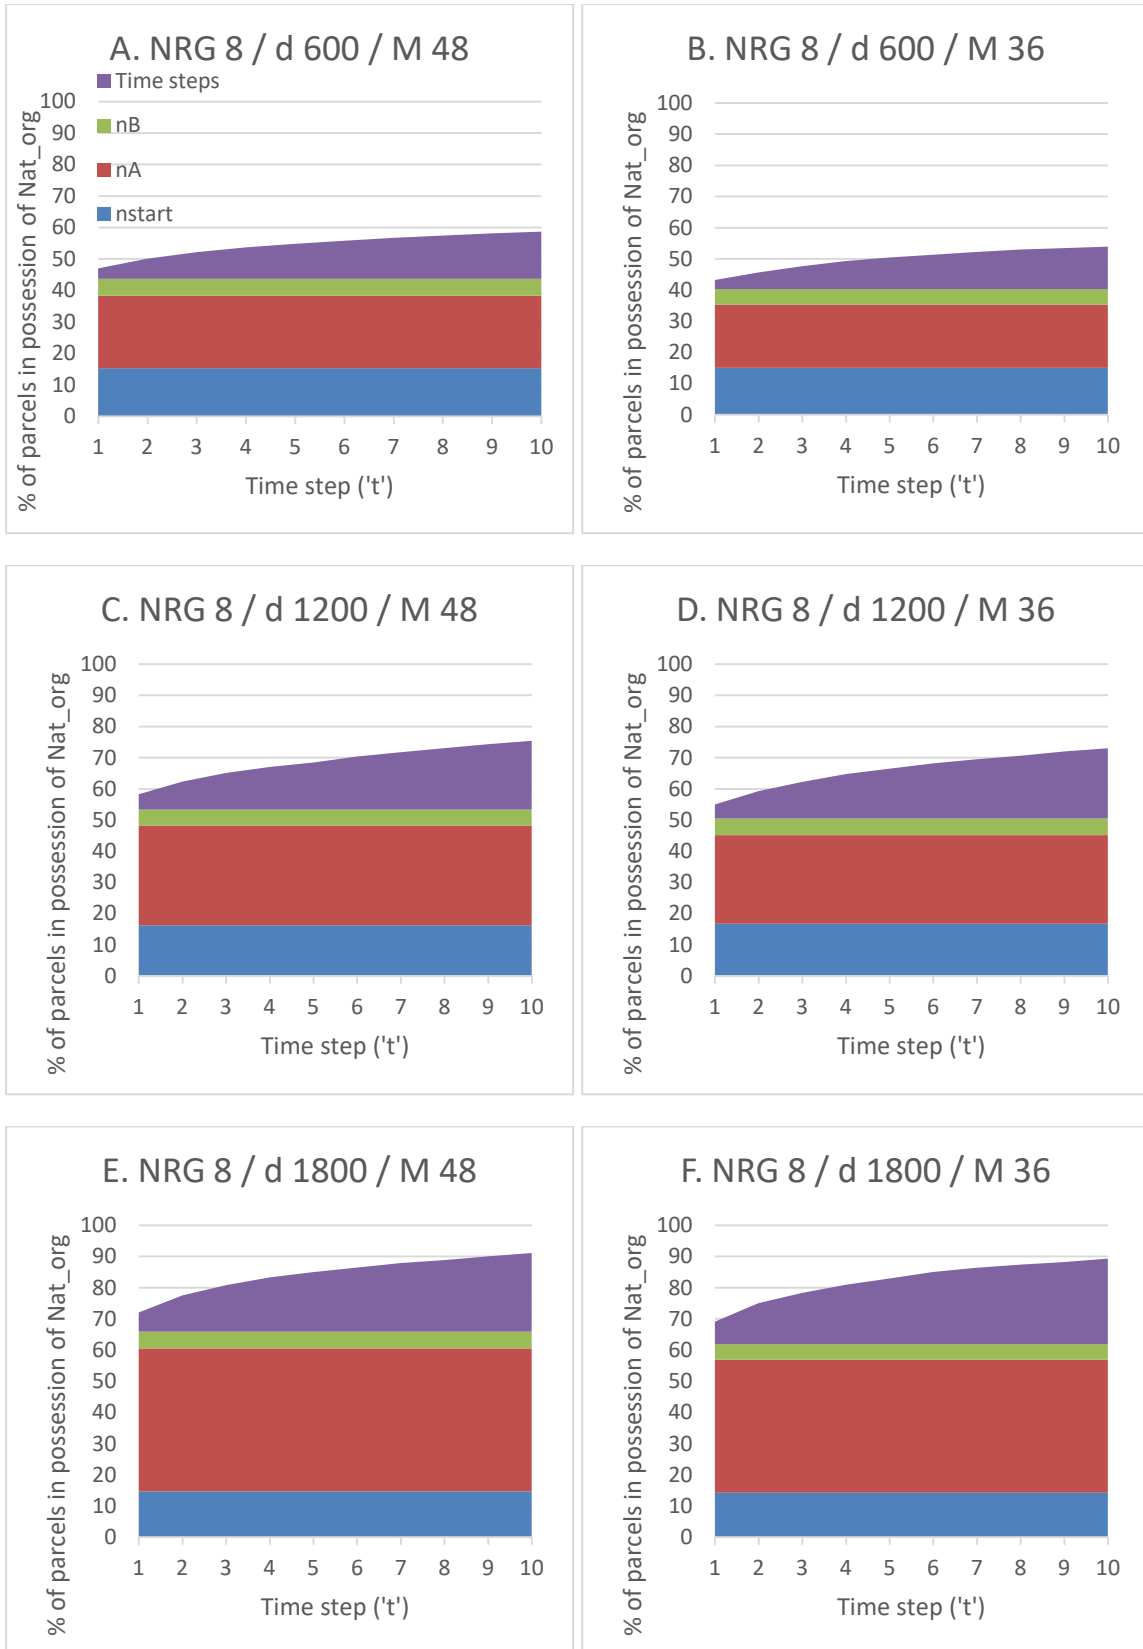 A. NRG 8 / d 600 / M 48
Time steps
nB
nA
nstart
% of parcels in possession of Nat_org
100
90
80
70
60
50
40
30
20
10
0
1 2 3 4 5 6 7 8 9 10
Time step ('t')
B. NRG 8 / d 600 / M 36
% of parcels in possession of Nat_org
100
90
80
70
60
50
40
30
20
10
0
1 2 3 4 5 6 7 8 9 10
Time step ('t')
C. NRG 8 / d 1200 / M 48
% of parcels in possession of Nat_org
100
90
80
70
60
50
40
30
20
10
0
1 2 3 4 5 6 7 8 9 10
Time step ('t')
D. NRG 8 / d 1200 / M 36
% of parcels in possession of Nat_org
100
90
80
70
60
50
40
30
20
10
0
1 2 3 4 5 6 7 8 9 10
Time step ('t')
E. NRG 8 / d 1800 / M 48
% of parcels in possession of Nat_org
100
90
80
70
60
50
40
30
20
10
0
1 2 3 4 5 6 7 8 9 10
Time step ('t')
F. NRG 8 / d 1800 / M 36
% of parcels in possession of Nat_org
100
90
80
70
60
50
40
30
20
10
0
1 2 3 4 5 6 7 8 9 10
Time step ('t')